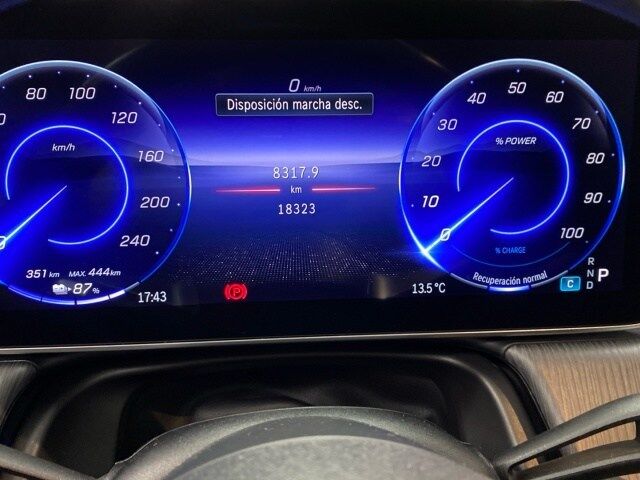 0 km/h
Disposición marcha desc.
80 100 120 160 200 240
km/h
0
351 km MAX. 444 km
87%
17:43
8317.9
km
18323
P
13.5 °C
0 10 20 30 40 50 60 70 80 90 100
% POWER
% CHARGE
Recuperación normal
C
R
N P
D